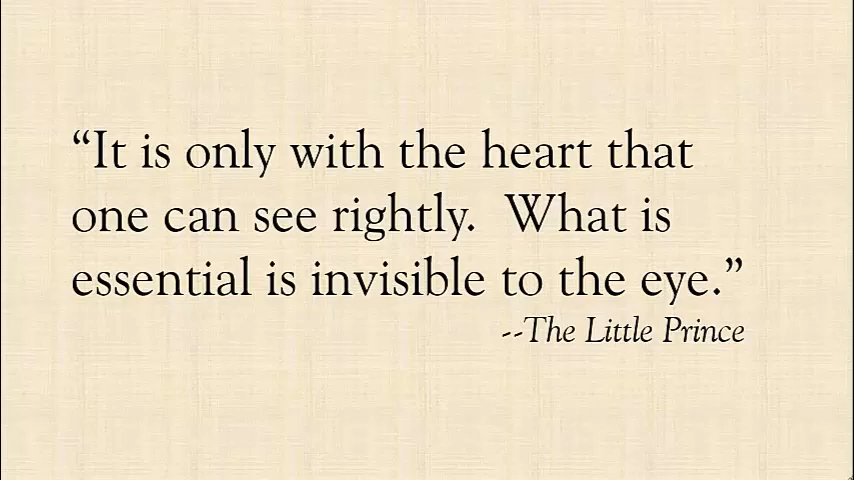 “It is only with the heart that
one can see rightly.  What is
essential is invisible to the eye.”
--The Little Prince